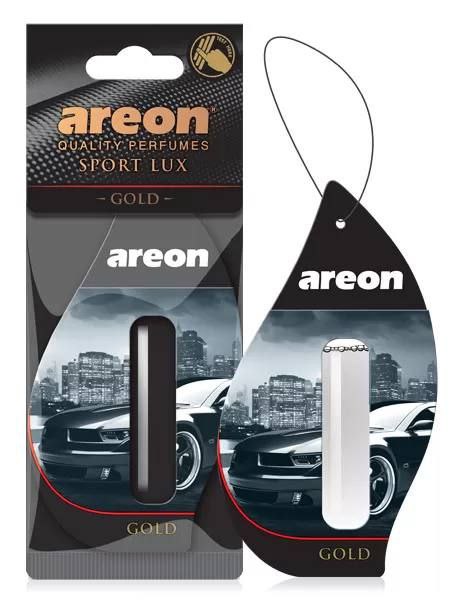 areon
QUALITY PERFUMES
SPORT LUX
- GOLD -
areon
GOLD
areon
GOLD